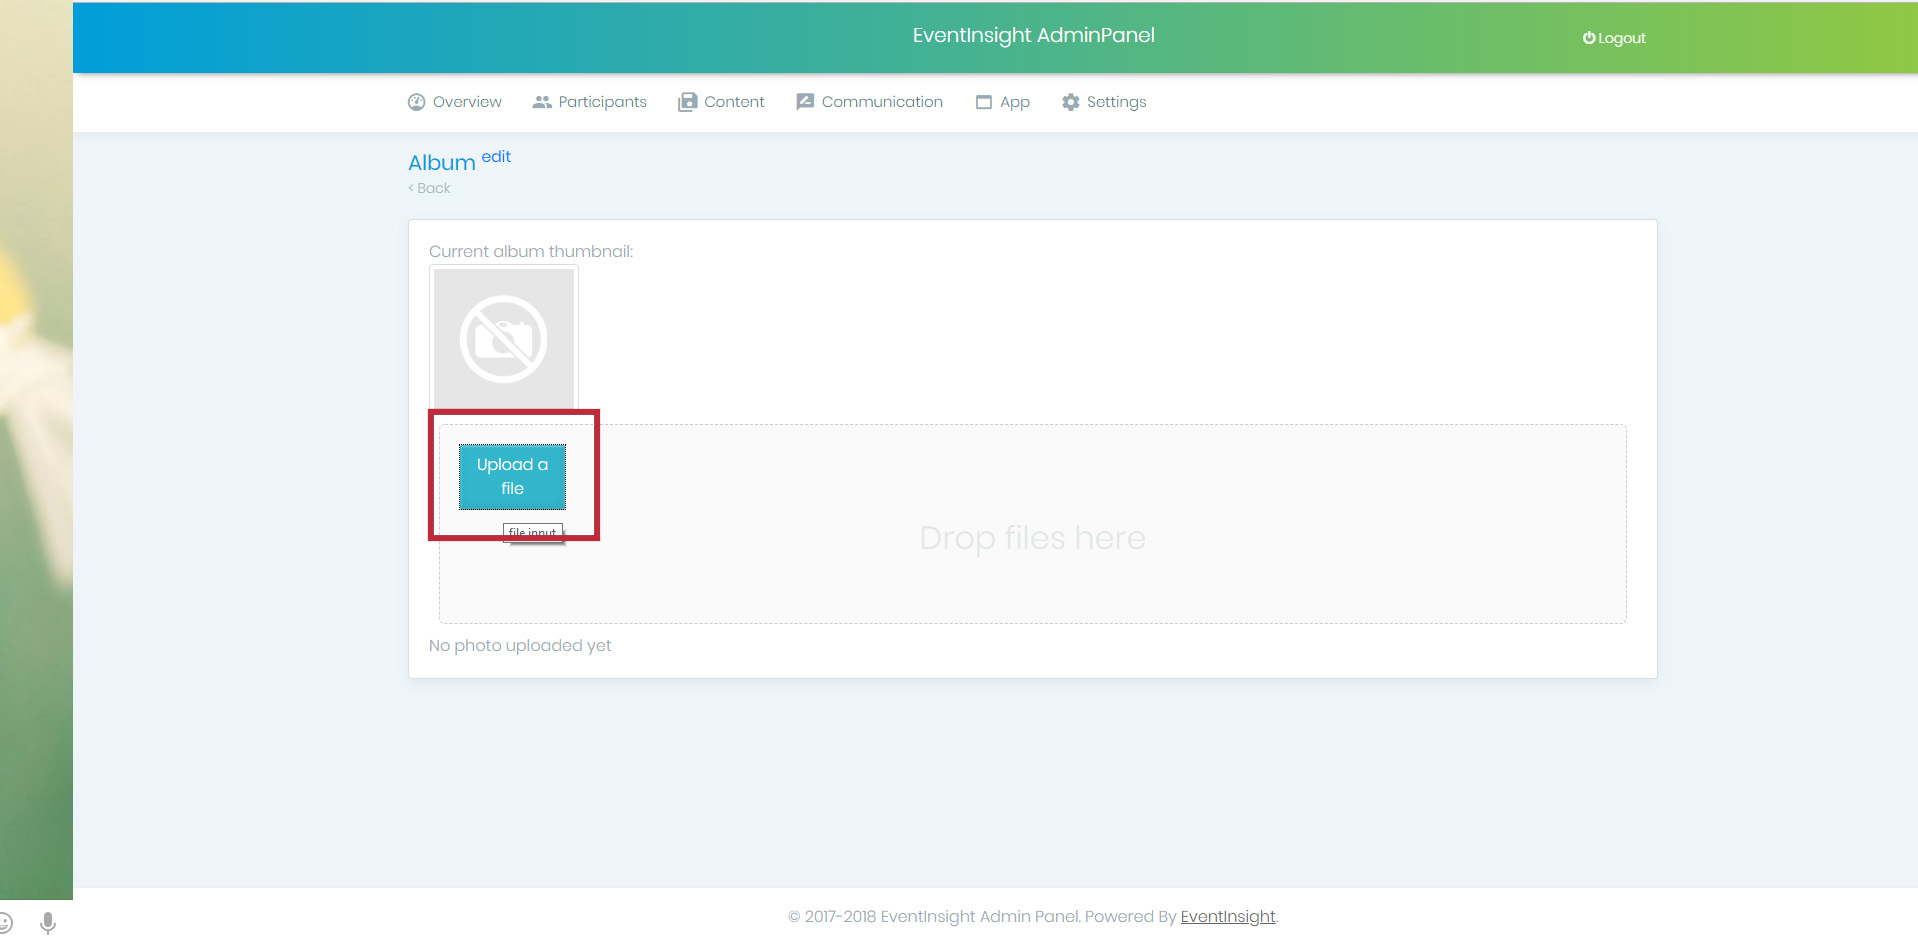 EventInsight AdminPanel
Logout
Overview Participants Content Communication App Settings
Album edit
< Back
Current album thumbnail:
Upload a
file
file input
Drop files here
No photo uploaded yet
© 2017-2018 EventInsight Admin Panel. Powered By EventInsight.